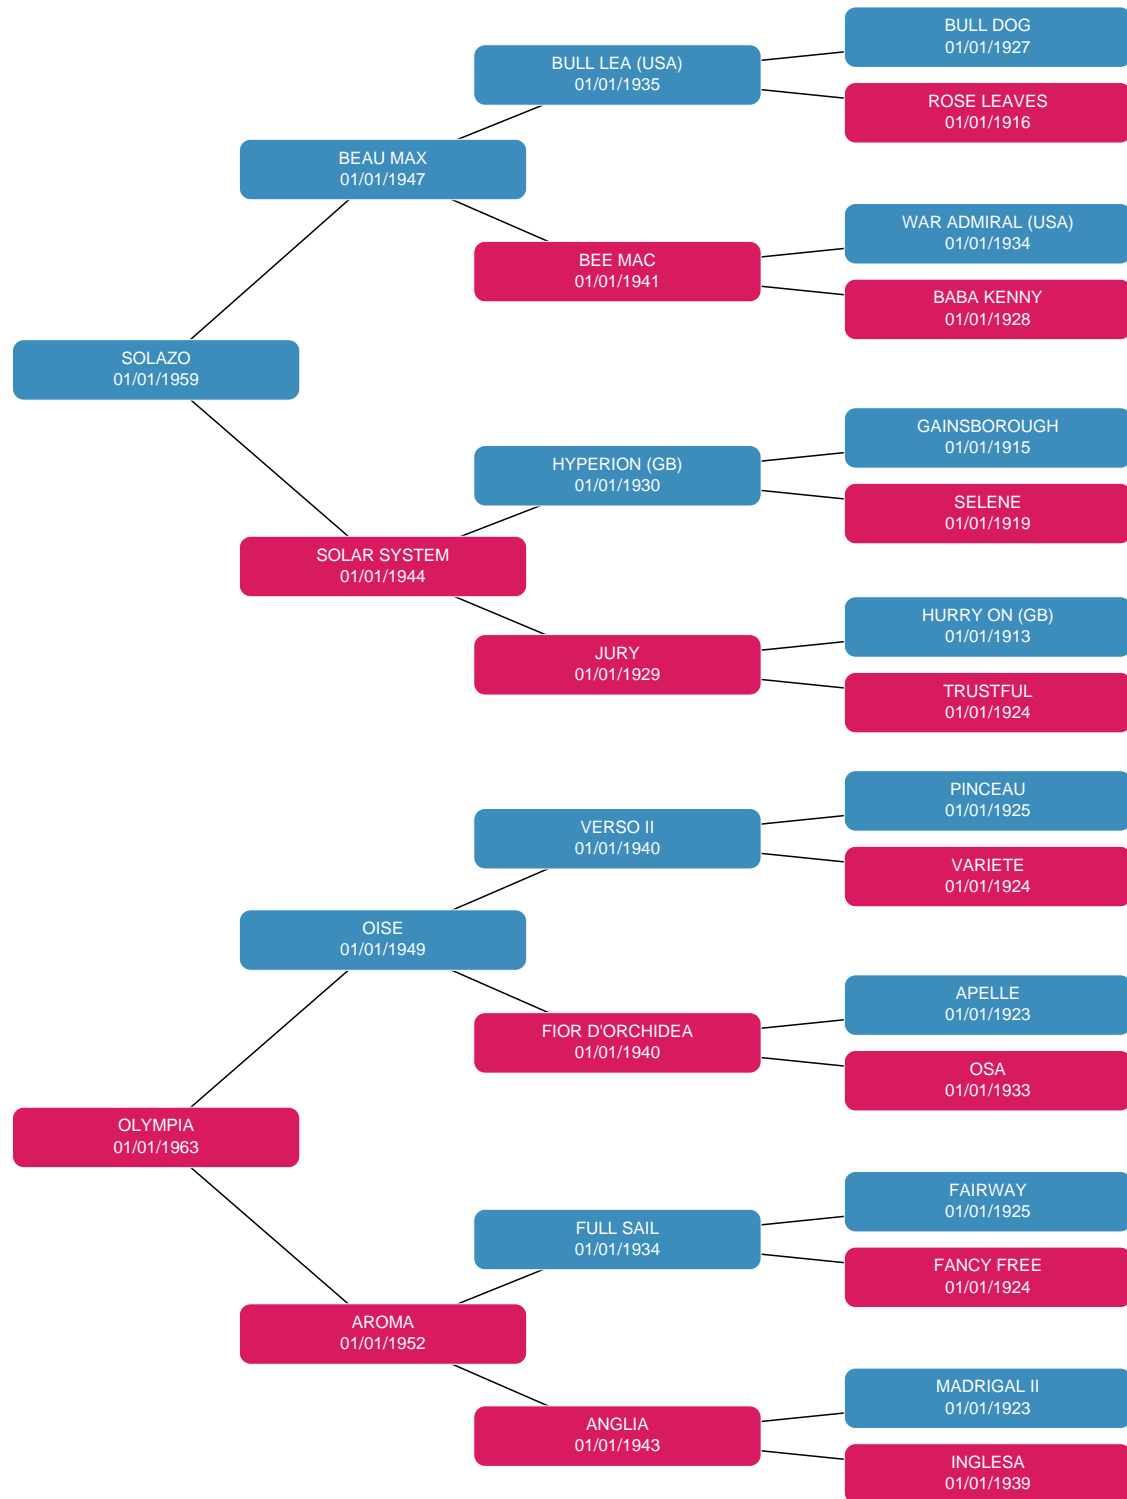 BULL DOG
01/01/1927
BULL LEA (USA)
01/01/1935
ROSE LEAVES
01/01/1916
BEAU MAX
01/01/1947
WAR ADMIRAL (USA)
01/01/1934
BEE MAC
01/01/1941
BABA KENNY
01/01/1928
SOLAZO
01/01/1959
GAINSBOROUGH
01/01/1915
HYPERION (GB)
01/01/1930
SELENE
01/01/1919
SOLAR SYSTEM
01/01/1944
HURRY ON (GB)
01/01/1913
JURY
01/01/1929
TRUSTFUL
01/01/1924
PINCEAU
01/01/1925
VERSO II
01/01/1940
VARIETE
01/01/1924
OISE
01/01/1949
APELLE
01/01/1923
FIOR D'ORCHIDEA
01/01/1940
OSA
01/01/1933
OLYMPIA
01/01/1963
FAIRWAY
01/01/1925
FULL SAIL
01/01/1934
FANCY FREE
01/01/1924
AROMA
01/01/1952
MADRIGAL II
01/01/1923
ANGLIA
01/01/1943
INGLESA
01/01/1939